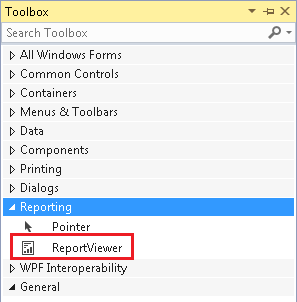 Toolbox
Search Toolbox
All Windows Forms
Common Controls
Containers
Menus & Toolbars
Data
Components
Printing
Dialogs
Reporting
Pointer
ReportViewer
WPF Interoperability
General